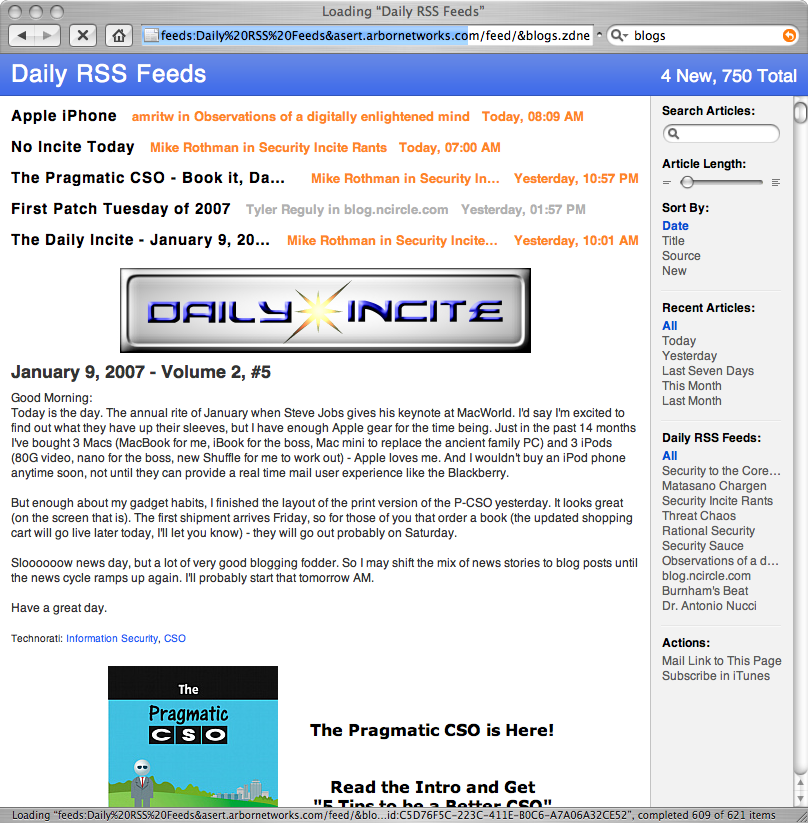 Loading “Daily RSS Feeds”
feeds:Daily%20RSS%20Feeds&asert.arbornetworks.com/feed/&blogs.zdne
blogs
Daily RSS Feeds
4 New, 750 Total
Apple iPhone amritw in Observations of a digitally enlightened mind Today, 08:09 AM
No Incite Today Mike Rothman in Security Incite Rants Today, 07:00 AM
The Pragmatic CSO - Book it, Da... Mike Rothman in Security In... Yesterday, 10:57 PM
First Patch Tuesday of 2007 Tyler Reguly in blog.ncircle.com Yesterday, 01:57 PM
The Daily Incite - January 9, 20... Mike Rothman in Security Incite... Yesterday, 10:01 AM
DAILY INCITE
January 9, 2007 - Volume 2, #5
Good Morning:
Today is the day. The annual rite of January when Steve Jobs gives his keynote at MacWorld. I'd say I'm excited to
find out what they have up their sleeves, but I have enough Apple gear for the time being. Just in the past 14 months
I've bought 3 Macs (MacBook for me, iBook for the boss, Mac mini to replace the ancient family PC) and 3 iPods
(80G video, nano for the boss, new Shuffle for me to work out) - Apple loves me. And I wouldn't buy an iPod phone
anytime soon, not until they can provide a real time mail user experience like the Blackberry.
But enough about my gadget habits, I finished the layout of the print version of the P-CSO yesterday. It looks great
(on the screen that is). The first shipment arrives Friday, so for those of you that order a book (the updated shopping
cart will go live later today, I'll let you know) - they will go out probably on Saturday.
Slooooooow news day, but a lot of very good blogging fodder. So I may shift the mix of news stories to blog posts until
the news cycle ramps up again. I'll probably start that tomorrow AM.
Have a great day.
Technorati: Information Security, CSO
The
Pragmatic
CSO
The Pragmatic CSO is Here!
Read the Intro and Get
"5 Tips to be a Better CSO"
Search Articles:
Article Length:
Sort By:
Date
Title
Source
New
Recent Articles:
All
Today
Yesterday
Last Seven Days
This Month
Last Month
Daily RSS Feeds:
All
Security to the Core...
Matasano Chargen
Security Incite Rants
Threat Chaos
Rational Security
Security Sauce
Observations of a d...
blog.ncircle.com
Burnham's Beat
Dr. Antonio Nucci
Actions:
Mail Link to This Page
Subscribe in iTunes
Loading “feeds:Daily%20RSS%20Feeds&asert.arbornetworks.com/feed/&blo...id:C5D76F5C-223C-411E-B0C6-A7A06A32CE52”, completed 609 of 621 items